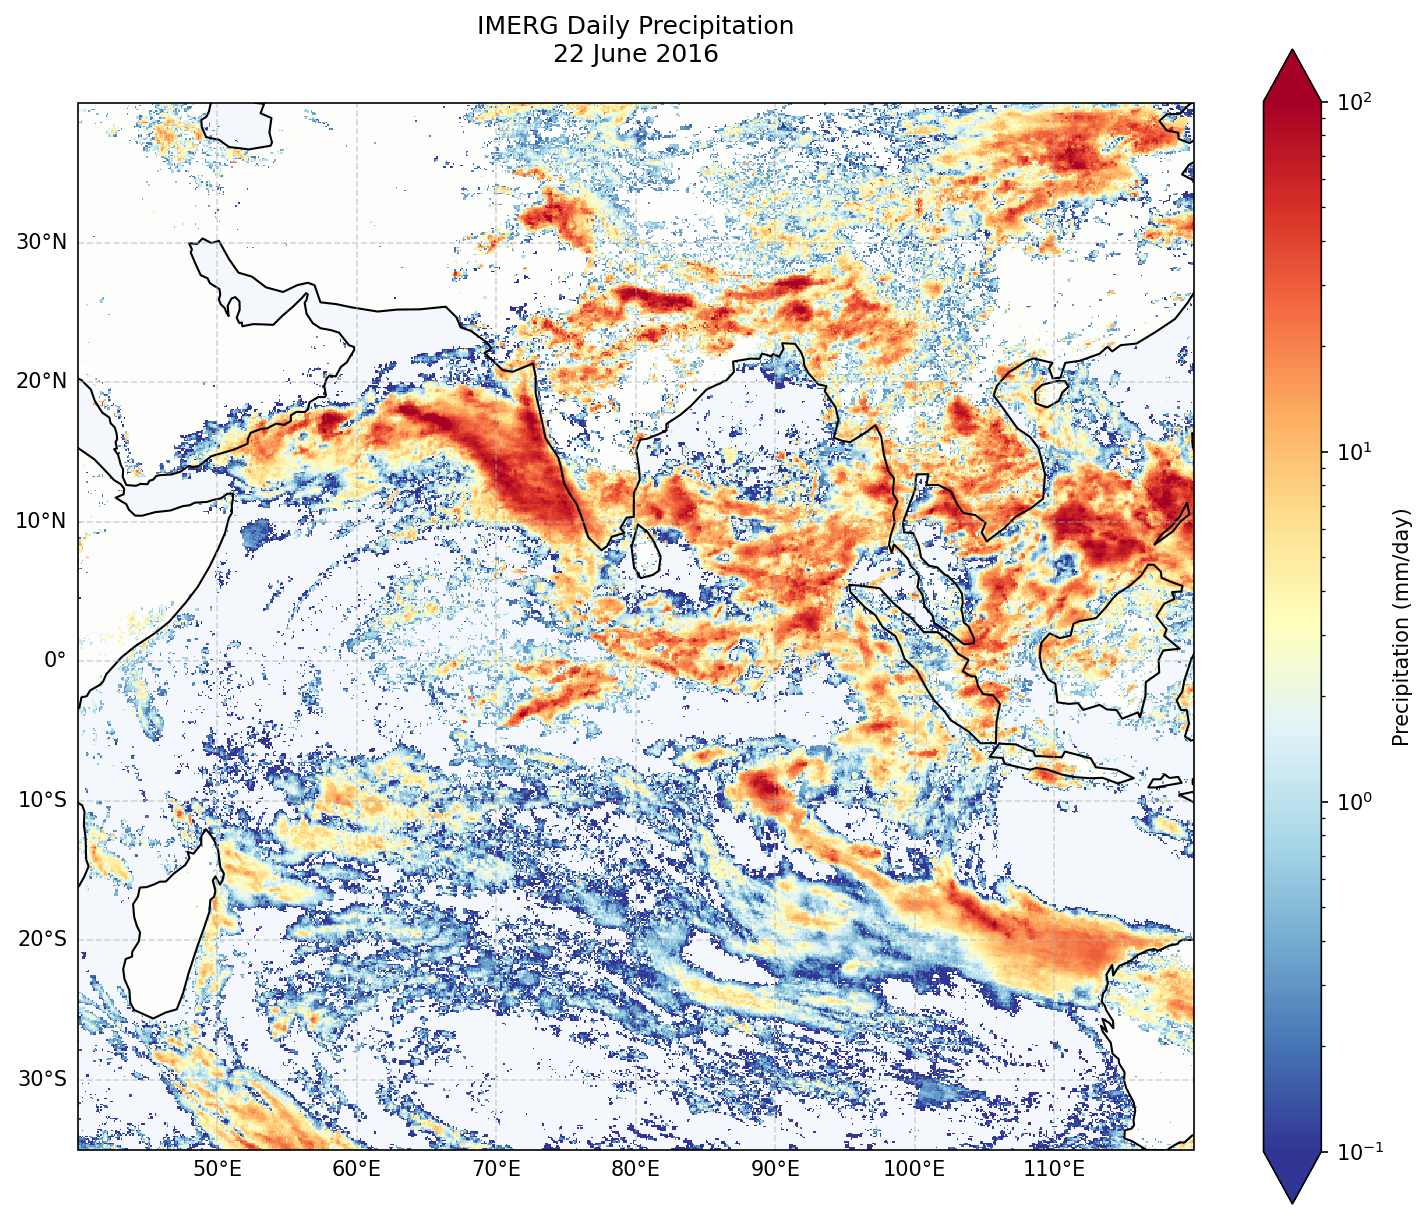 IMERG Daily Precipitation
22 June 2016
30°N
20°N
10°N
0°
10°S
20°S
30°S
50°E 60°E 70°E 80°E 90°E 100°E 110°E
10²
10¹
10⁰
10⁻¹
Precipitation (mm/day)